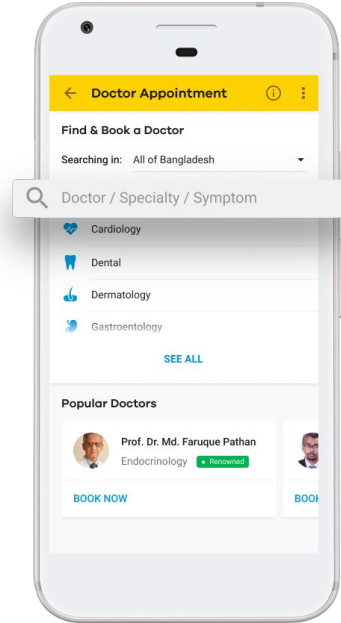 Doctor Appointment
Find & Book a Doctor
Searching in: All of Bangladesh
Doctor / Specialty / Symptom
Cardiology
Dental
Dermatology
Gastroentology
SEE ALL
Popular Doctors
Prof. Dr. Md. Faruque Pathan
Endocrinology • Renowned
BOOK NOW